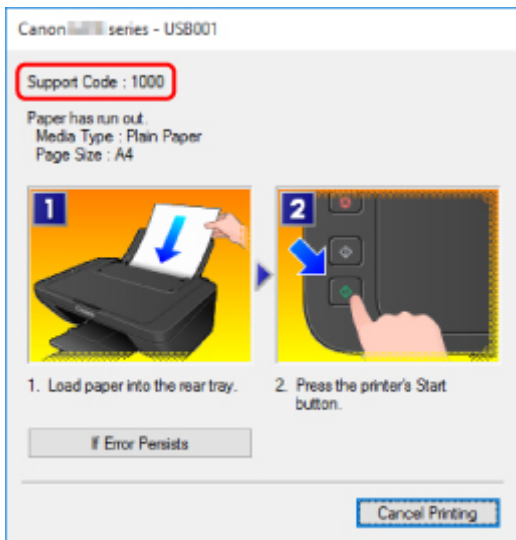 Canon series - USB001
Support Code : 1000
Paper has run out.
Media Type : Plain Paper
Page Size : A4
1
2
1. Load paper into the rear tray.
2. Press the printer's Start
button.
If Error Persists
Cancel Printing